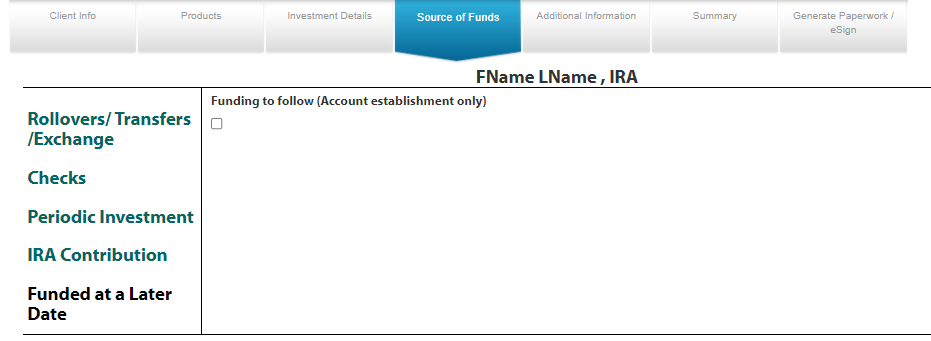 Client Info
Products
Investment Details
Source of Funds
Additional Information
Summary
Generate Paperwork /
eSign
FName LName , IRA
Funding to follow (Account establishment only)
Rollovers/ Transfers
/Exchange
Checks
Periodic Investment
IRA Contribution
Funded at a Later
Date